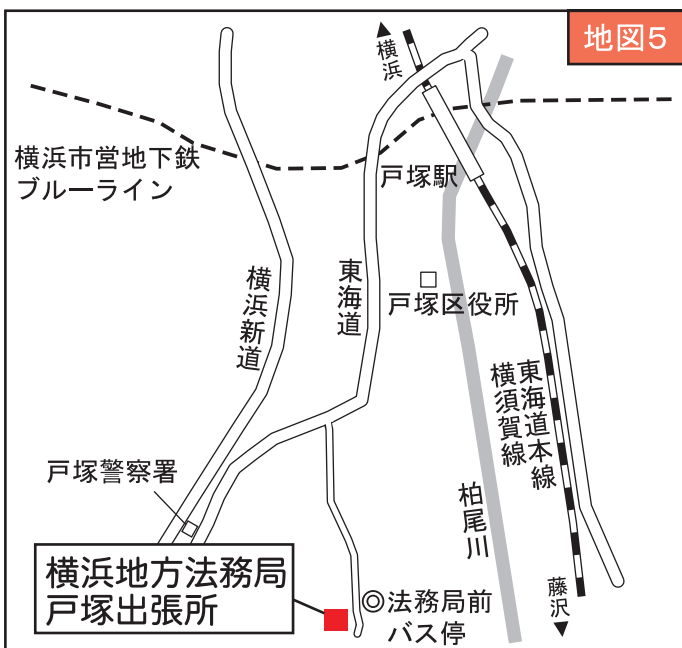 地図5
横浜
横浜市営地下鉄
ブルーライン
戸塚駅
横浜新道
東海道
戸塚区役所
東海道本線
横須賀線
戸塚警察署
柏尾川
横浜地方法務局
戸塚出張所
法務局前
バス停
藤沢